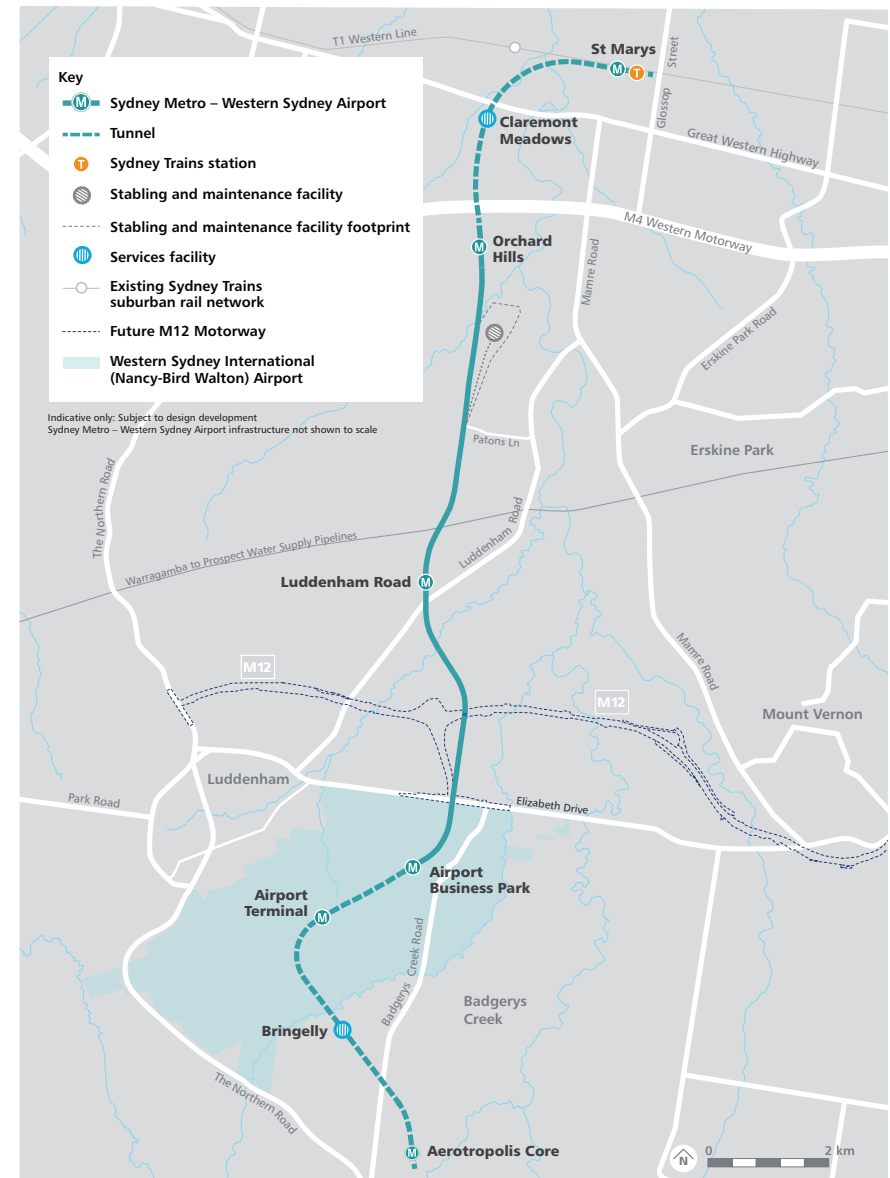 T1 Western Line
St Marys
M
T
Glossop
Street
Key
M
Sydney Metro – Western Sydney Airport
Tunnel
T
Sydney Trains station
Stabling and maintenance facility
Stabling and maintenance facility footprint
Services facility
Existing Sydney Trains
suburban rail network
Future M12 Motorway
Western Sydney International
(Nancy-Bird Walton) Airport
Indicative only: Subject to design development
Sydney Metro – Western Sydney Airport infrastructure not shown to scale
Claremont
Meadows
Great Western Highway
M4 Western Motorway
M
Orchard
Hills
Mamre Road
Erskine Park Road
Patons Ln
Erskine Park
The Northern Road
Luddenham Road
Warragamba to Prospect Water Supply Pipelines
Luddenham Road
M
Mamre Road
M12
M12
Mount Vernon
Luddenham
Park Road
Elizabeth Drive
M
Airport
Business Park
Airport
Terminal
M
Badgerys Creek Road
Badgerys
Creek
Bringelly
The Northern Road
M
Aerotropolis Core
N
0
2 km